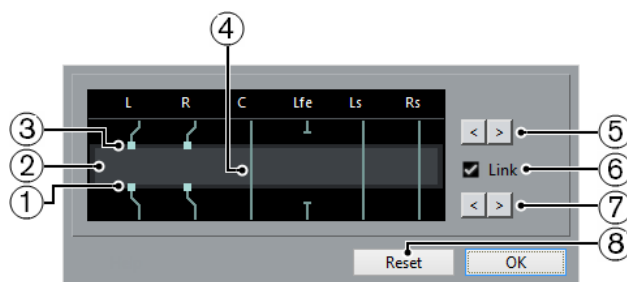 ④
L R C Lfe Ls Rs
③ < > ⑤
② Link ⑥
① < > ⑦
⑧
Reset OK